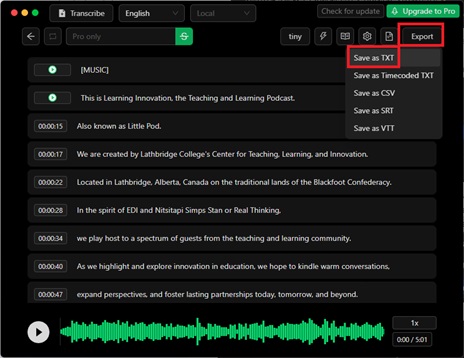 Transcribe
English
Local
Check for update
Upgrade to Pro
Pro only
tiny
Export
Save as TXT
Save as Timecoded TXT
Save as CSV
Save as SRT
Save as VTT
[MUSIC]
This is Learning Innovation, the Teaching and Learning Podcast.
00:00:15 Also known as Little Pod.
00:00:17 We are created by Lathbridge College's Center for Teaching, Learning, and Innovation.
00:00:22 Located in Lathbridge, Alberta, Canada on the traditional lands of the Blackfoot Confederacy.
00:00:28 In the spirit of EDI and Nitsitapi Simps Stan or Real Thinking,
00:00:34 we play host to a spectrum of guests from the teaching and learning community.
00:00:40 As we highlight and explore innovation in education, we hope to kindle warm conversations,
00:00:47 expand perspectives, and foster lasting partnerships today, tomorrow, and beyond.
1x
0:00 / 5:01